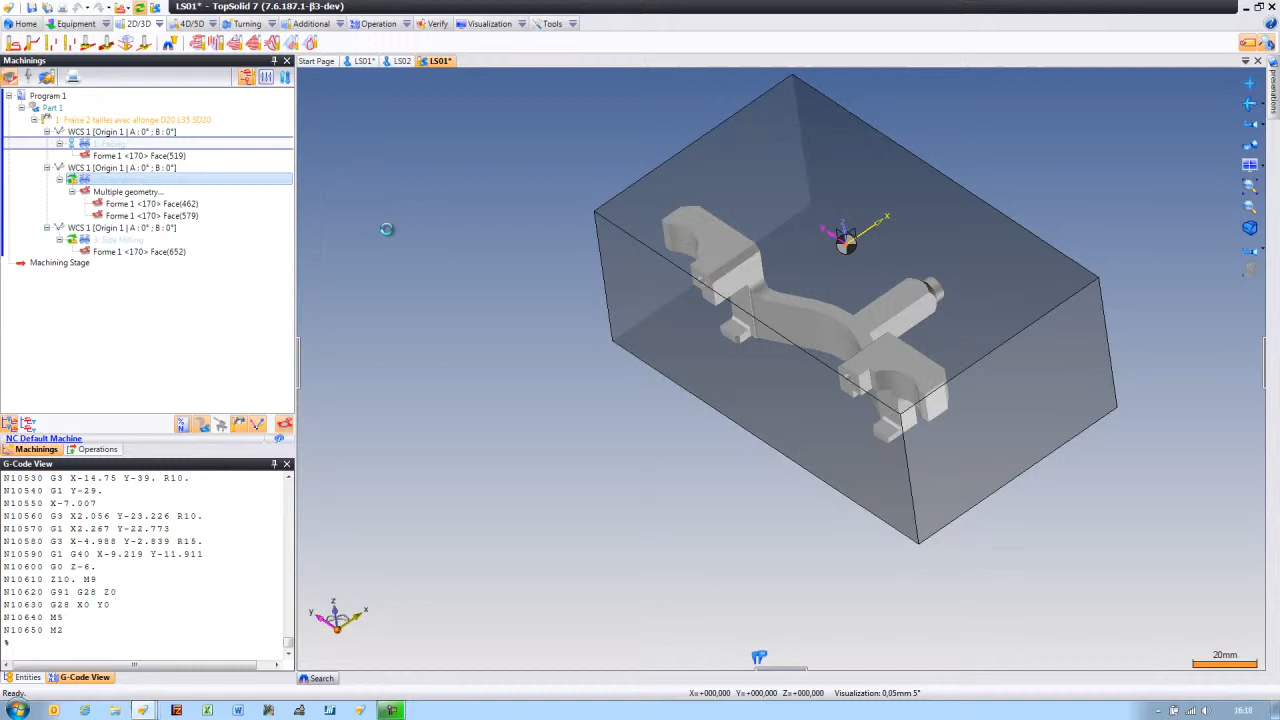 LS01* - TopSolid 7 (7.6.187.1-β3-dev)
Home Equipment 2D/3D 4D/5D Turning Additional Operation Verify Visualization Tools
Machinings
Start Page LS01* LS02 LS01*
presentations
Program 1
Part 1
1: Fraise 2 tailles avec allonge D20 L35 SD20
WCS 1 [Origin 1 | A : 0° ; B : 0°]
1: Facing
Forme 1 <170> Face(519)
WCS 1 [Origin 1 | A : 0° ; B : 0°]
Multiple geometry...
Forme 1 <170> Face(462)
Forme 1 <170> Face(579)
WCS 1 [Origin 1 | A : 0° ; B : 0°]
3: Side Milling
Forme 1 <170> Face(652)
Machining Stage
NC Default Machine
Machinings Operations
G-Code View
N10530 G3 X-14.75 Y-39. R10.
N10540 G1 Y-29.
N10550 X-7.007
N10560 G3 X2.056 Y-23.226 R10.
N10570 G1 X2.267 Y-22.773
N10580 G3 X-4.988 Y-2.839 R15.
N10590 G1 G40 X-9.219 Y-11.911
N10600 G0 Z-6.
N10610 Z10. M9
N10620 G91 G28 Z0
N10630 G28 X0 Y0
N10640 M5
N10650 M2
%
Entities G-Code View
z
x
z
y
x
20mm
Search
Ready.
X=+000,000 Y=+000,000 Z=+000,000 Visualization: 0,05mm 5°
16:18